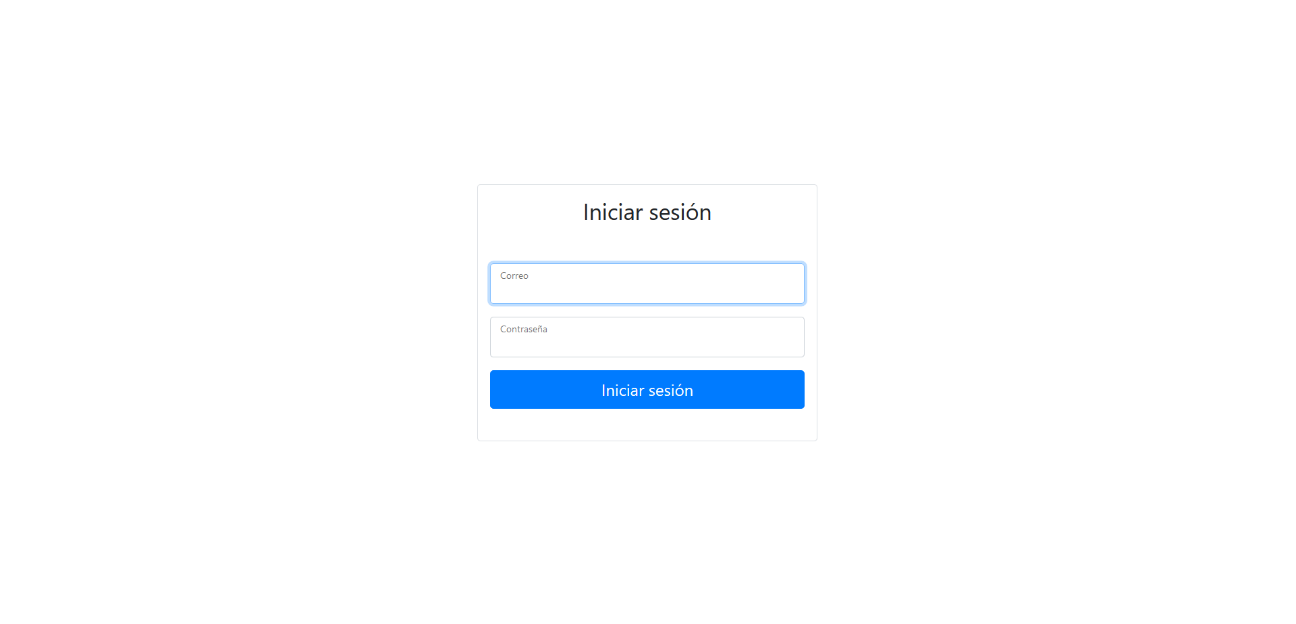 Iniciar sesión
Correo
Contraseña
Iniciar sesión